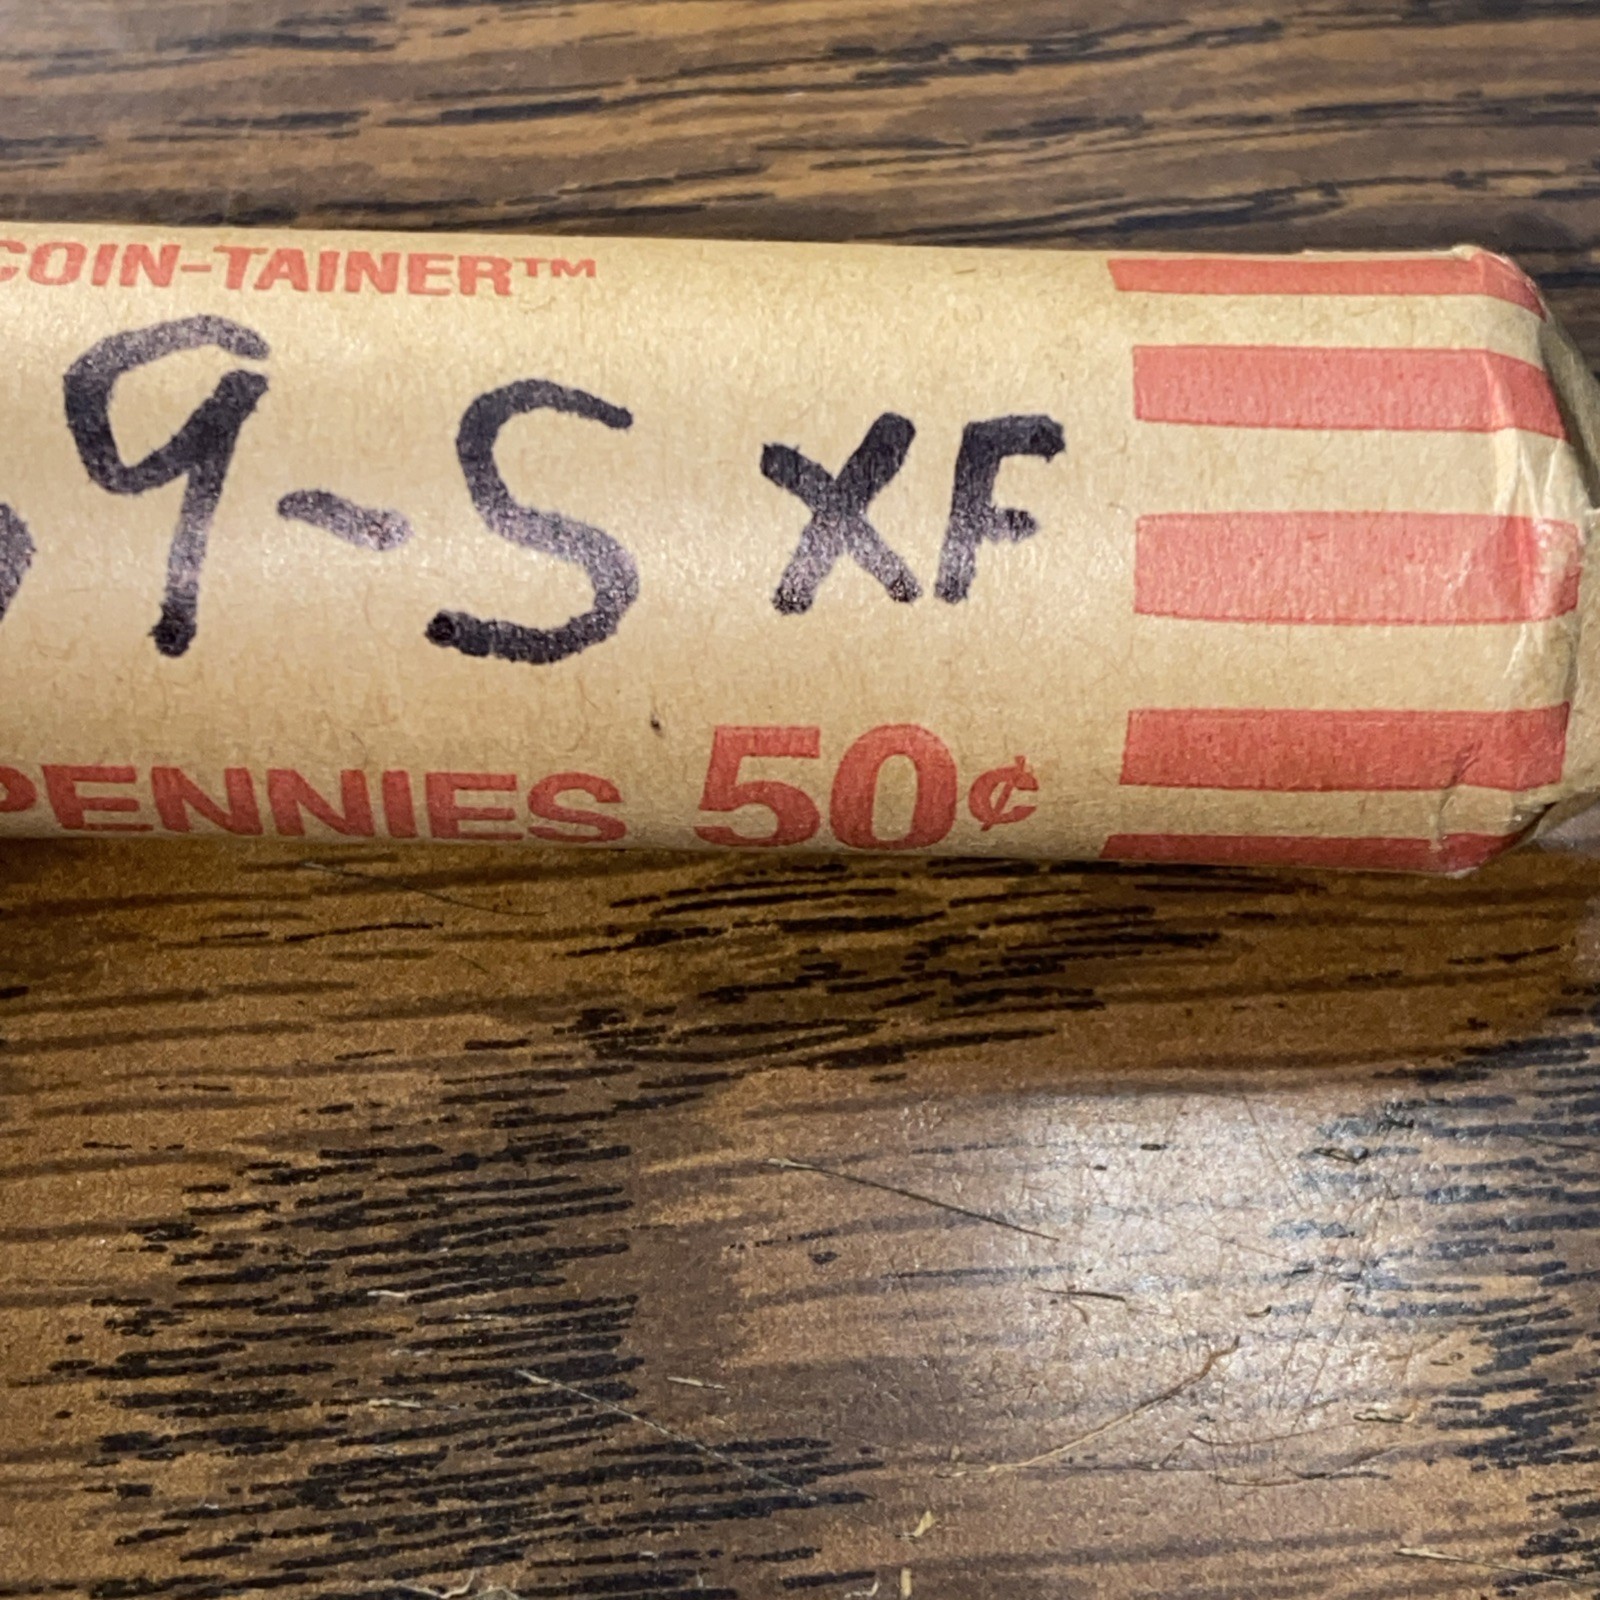 COIN-TAINER™
9-S XF
PENNIES 50¢